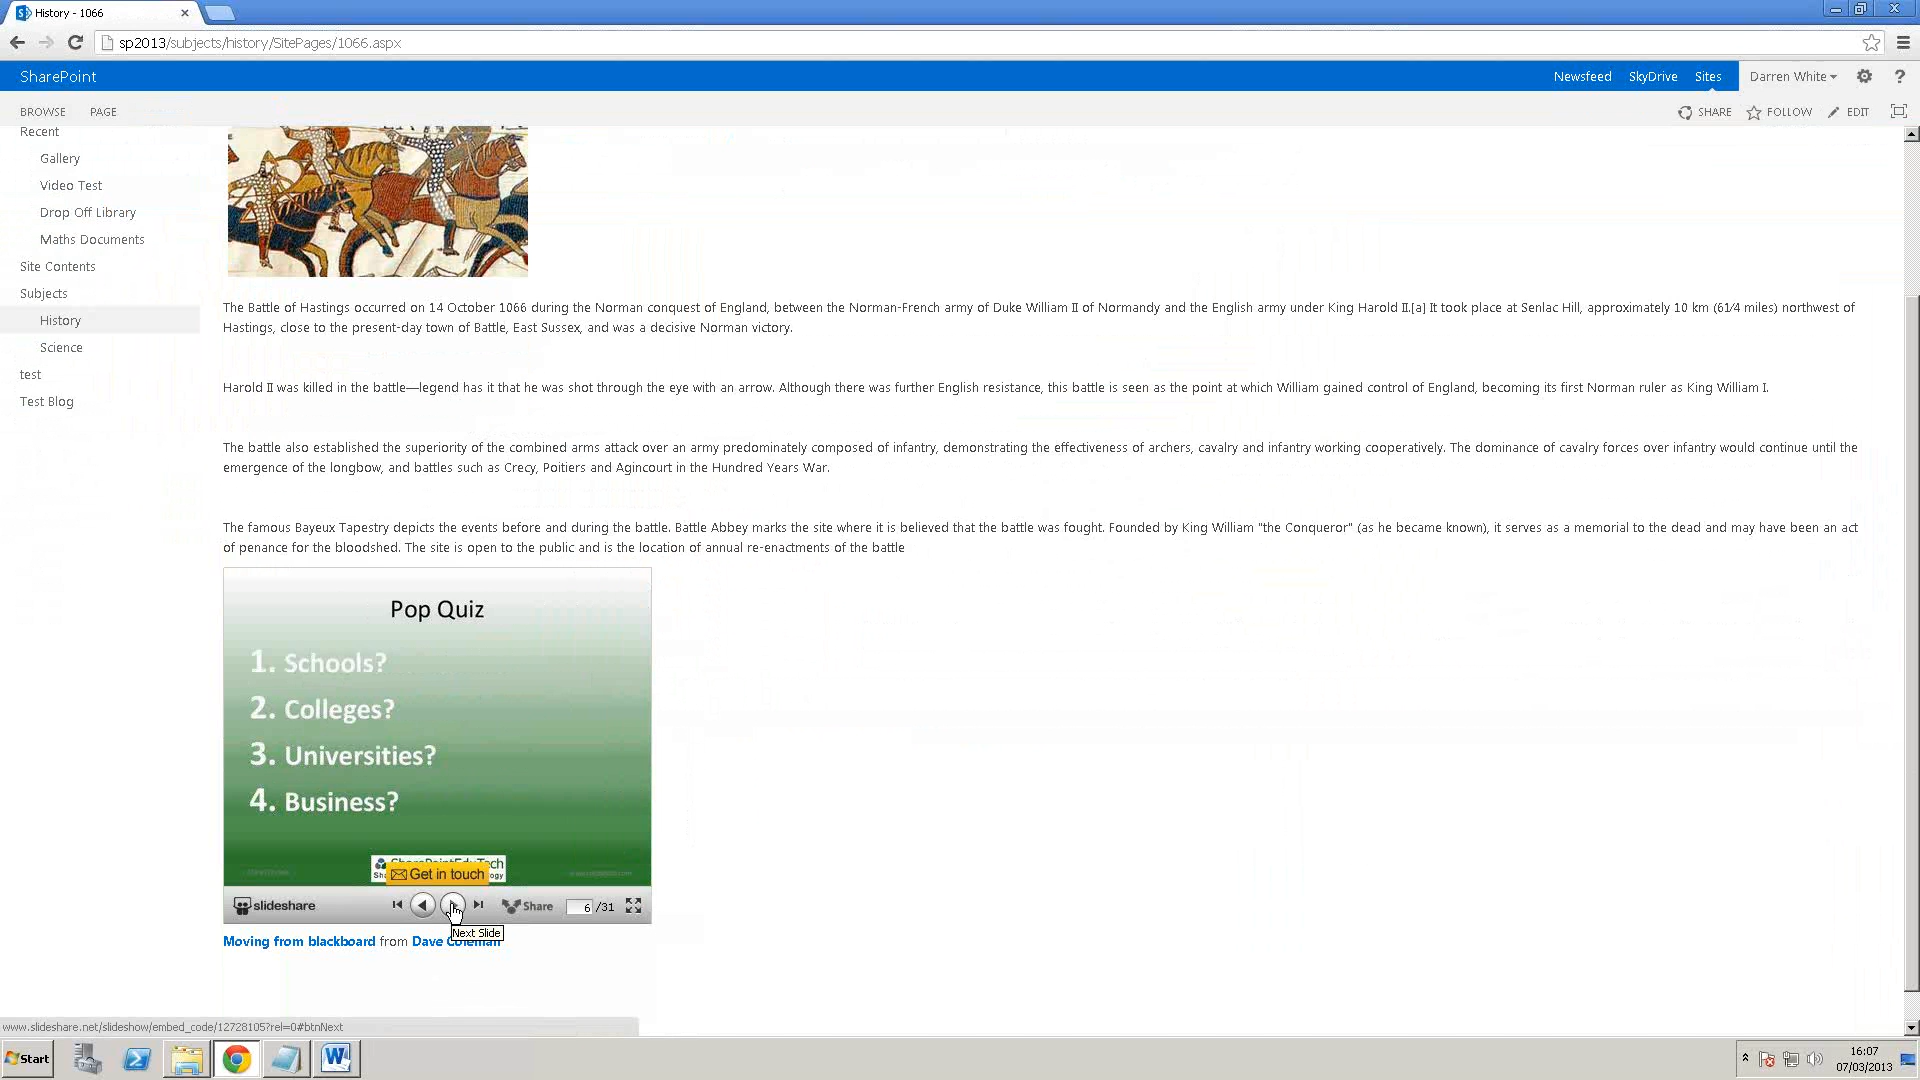 History - 1066
sp2013/subjects/history/SitePages/1066.aspx
SharePoint
Newsfeed SkyDrive Sites Darren White ?
BROWSE PAGE
SHARE FOLLOW EDIT
Recent
Gallery
Video Test
Drop Off Library
Maths Documents
Site Contents
Subjects
History
Science
test
Test Blog
The Battle of Hastings occurred on 14 October 1066 during the Norman conquest of England, between the Norman-French army of Duke William II of Normandy and the English army under King Harold II.[a] It took place at Senlac Hill, approximately 10 km (61⁄4 miles) northwest of
Hastings, close to the present-day town of Battle, East Sussex, and was a decisive Norman victory.
Harold II was killed in the battle—legend has it that he was shot through the eye with an arrow. Although there was further English resistance, this battle is seen as the point at which William gained control of England, becoming its first Norman ruler as King William I.
The battle also established the superiority of the combined arms attack over an army predominately composed of infantry, demonstrating the effectiveness of archers, cavalry and infantry working cooperatively. The dominance of cavalry forces over infantry would continue until the
emergence of the longbow, and battles such as Crecy, Poitiers and Agincourt in the Hundred Years War.
The famous Bayeux Tapestry depicts the events before and during the battle. Battle Abbey marks the site where it is believed that the battle was fought. Founded by King William "the Conqueror" (as he became known), it serves as a memorial to the dead and may have been an act
of penance for the bloodshed. The site is open to the public and is the location of annual re-enactments of the battle
Pop Quiz
1. Schools?
2. Colleges?
3. Universities?
4. Business?
SharePointEduTech
Get in touch
slideshare Share 6 /31
Next Slide
Moving from blackboard from Dave Coleman
www.slideshare.net/slideshow/embed_code/12728105?rel=0#btnNext
Start
16:07
07/03/2013